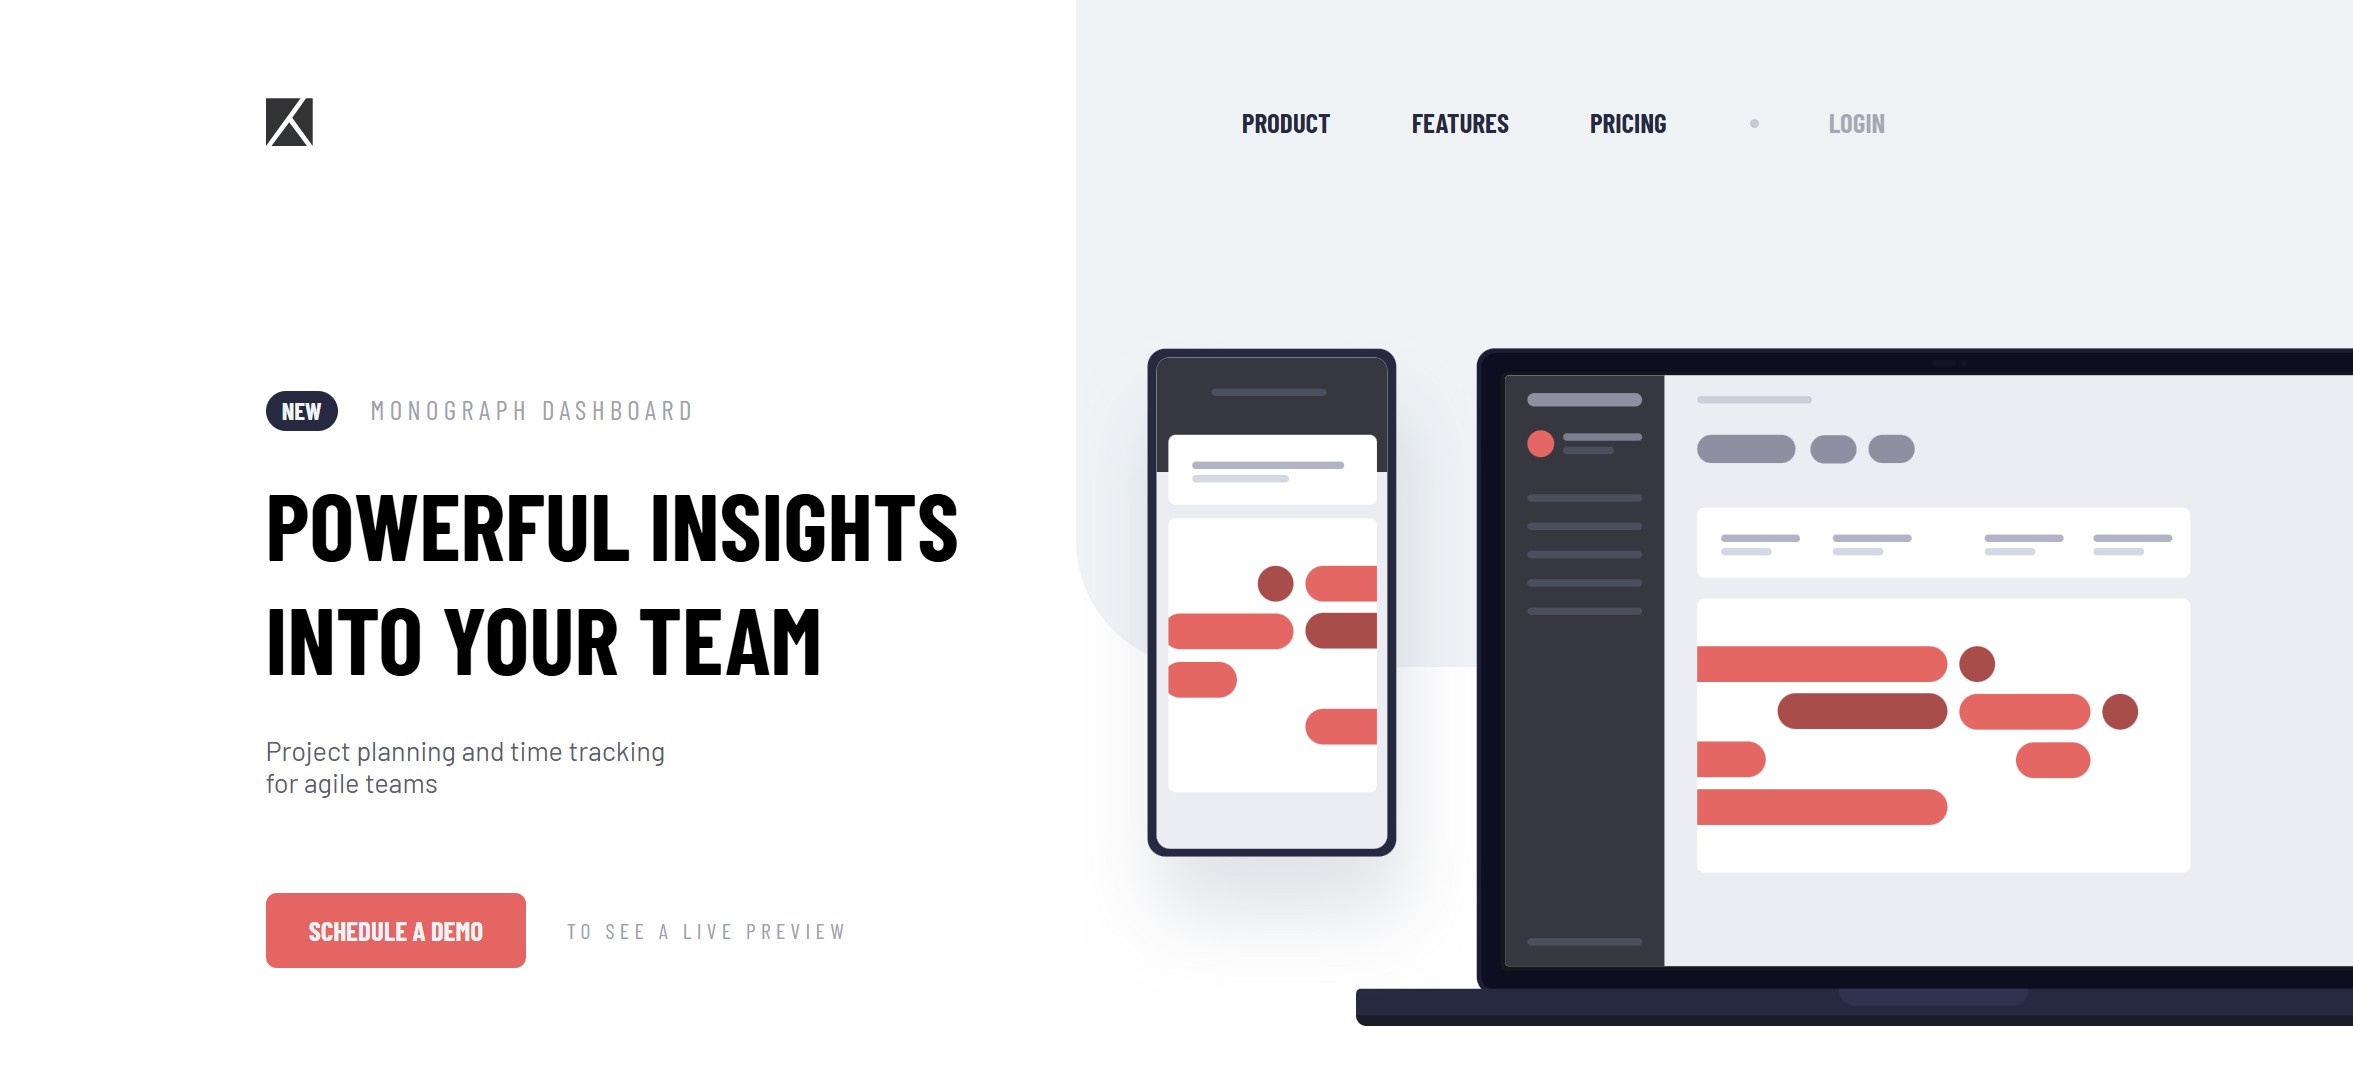 PRODUCT FEATURES PRICING LOGIN
NEW MONOGRAPH DASHBOARD
POWERFUL INSIGHTS
INTO YOUR TEAM
Project planning and time tracking
for agile teams
SCHEDULE A DEMO TO SEE A LIVE PREVIEW